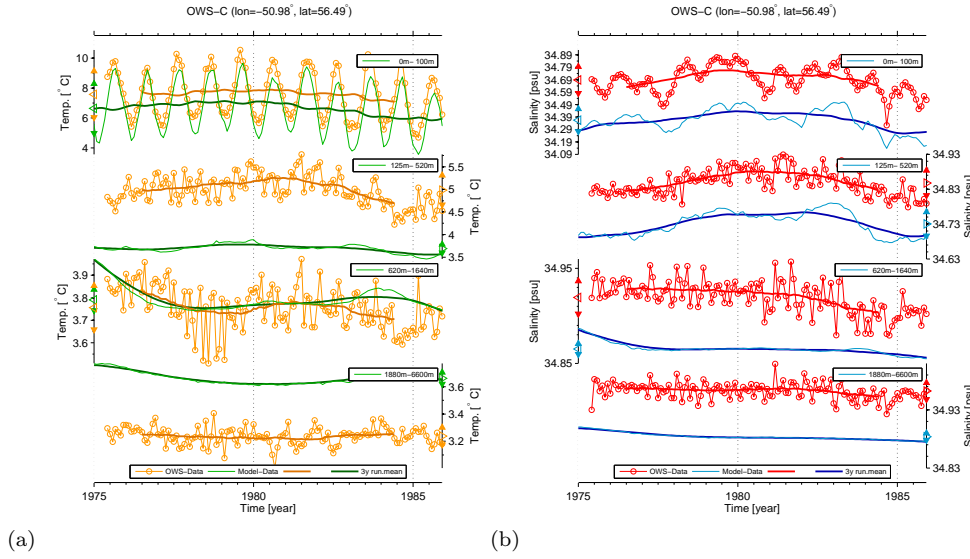 OWS−C (lon=−50.98°, lat=56.49°)
10
8
6
4
Temp. [°C]
0m− 100m
125m− 520m
5.5
5
4.5
4
3.5
Temp. [°C]
3.9
3.8
3.7
3.6
Temp. [°C]
620m−1640m
1880m−6600m
3.6
3.4
3.2
Temp. [°C]
OWS−Data
Model−Data
3y run.mean
1975
1980
1985
Time [year]
(a)
OWS−C (lon=−50.98°, lat=56.49°)
34.89
34.79
34.69
34.49
34.39
34.29
34.19
34.09
Salinity [psu]
0m− 100m
125m− 520m
34.93
34.83
34.73
34.63
Salinity [psu]
34.95
34.85
Salinity [psu]
620m−1640m
1880m−6600m
34.93
34.83
Salinity [psu]
OWS−Data
Model−Data
3y run.mean
1975
1980
1985
Time [year]
(b)